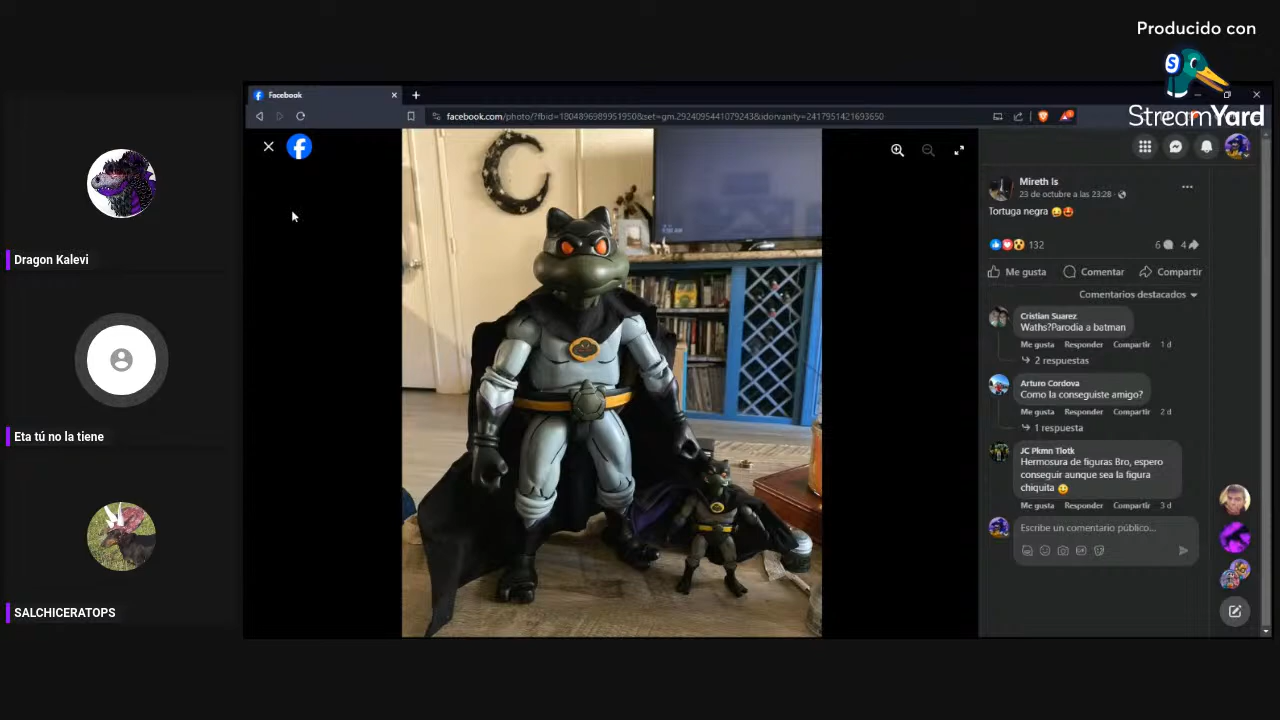 Producido con
StreamYard
Facebook
facebook.com/photo/?fbid=1804896989951950&set=gm.2924095441079243&idorvanity=2417951421693650
Dragon Kalevi
Eta tú no la tiene
SALCHICERATOPS
Mireth Is
23 de octubre a las 23:28
Tortuga negra
132
6
4
Me gusta Comentar Compartir
Comentarios destacados
Cristian Suarez
Waths?Parodia a batman
Me gusta Responder Compartir 1 d
2 respuestas
Arturo Cordova
Como la conseguiste amigo?
Me gusta Responder Compartir 2 d
1 respuesta
JC Pkmn Tlotk
Hermosura de figuras Bro, espero
conseguir aunque sea la figura
chiquita
Me gusta Responder Compartir 3 d
Escribe un comentario público...